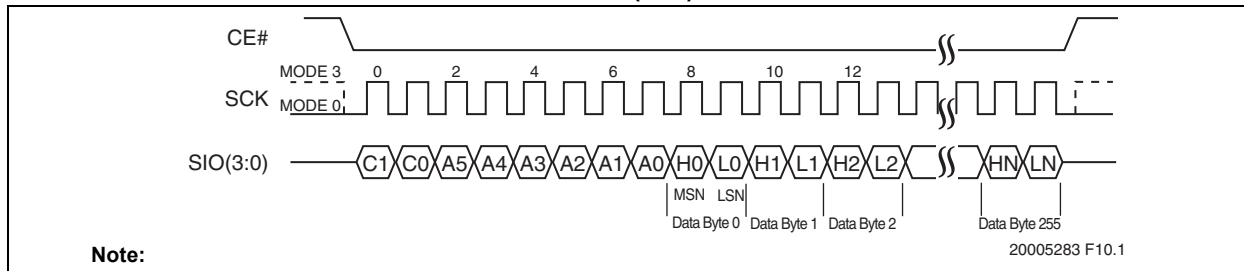 CE#
MODE 3 0 2 4 6 8 10 12
SCK MODE 0
SIO(3:0) C1 C0 A5 A4 A3 A2 A1 A0 H0 L0 H1 L1 H2 L2 HN LN
MSN LSN
Data Byte 0 Data Byte 1 Data Byte 2 Data Byte 255
Note: 20005283 F10.1